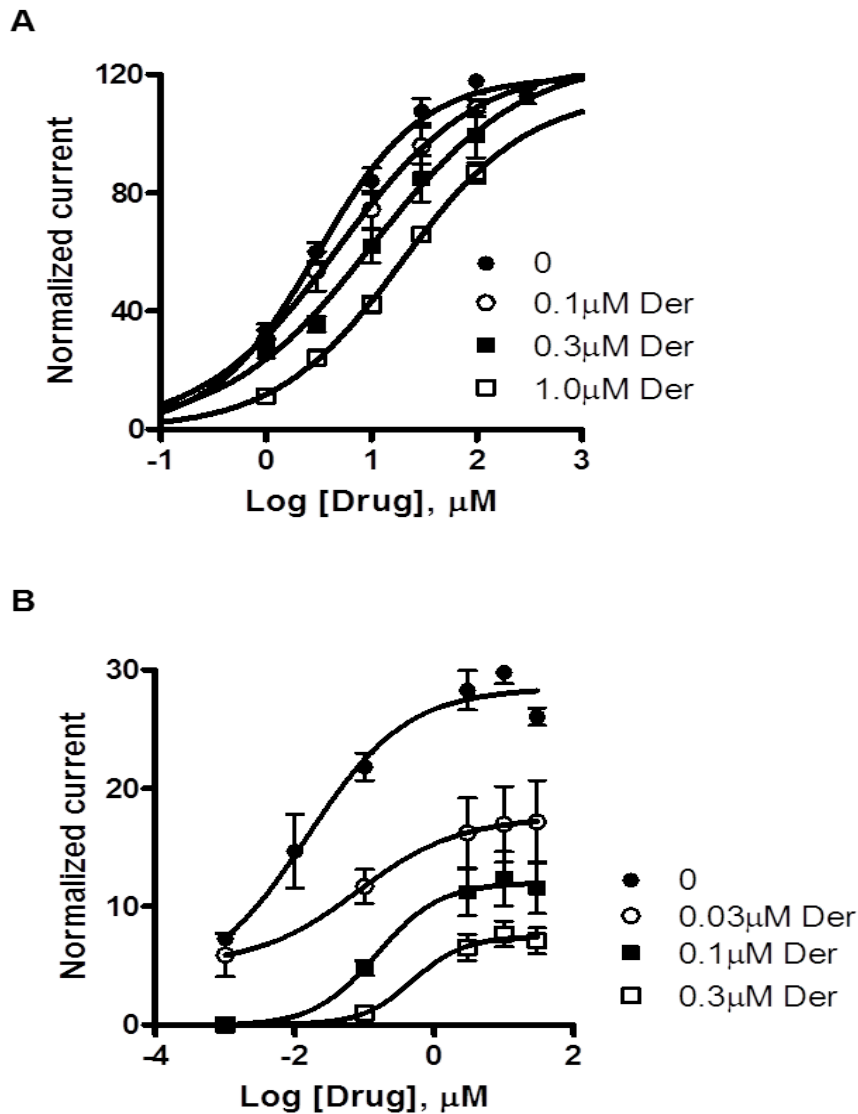 A
Normalized current
120
80
40
0
-1
0
1
2
3
Log [Drug], μM
0
0.1μM Der
0.3μM Der
1.0μM Der
B
Normalized current
30
20
10
0
-4
-2
0
2
Log [Drug], μM
0
0.03μM Der
0.1μM Der
0.3μM Der